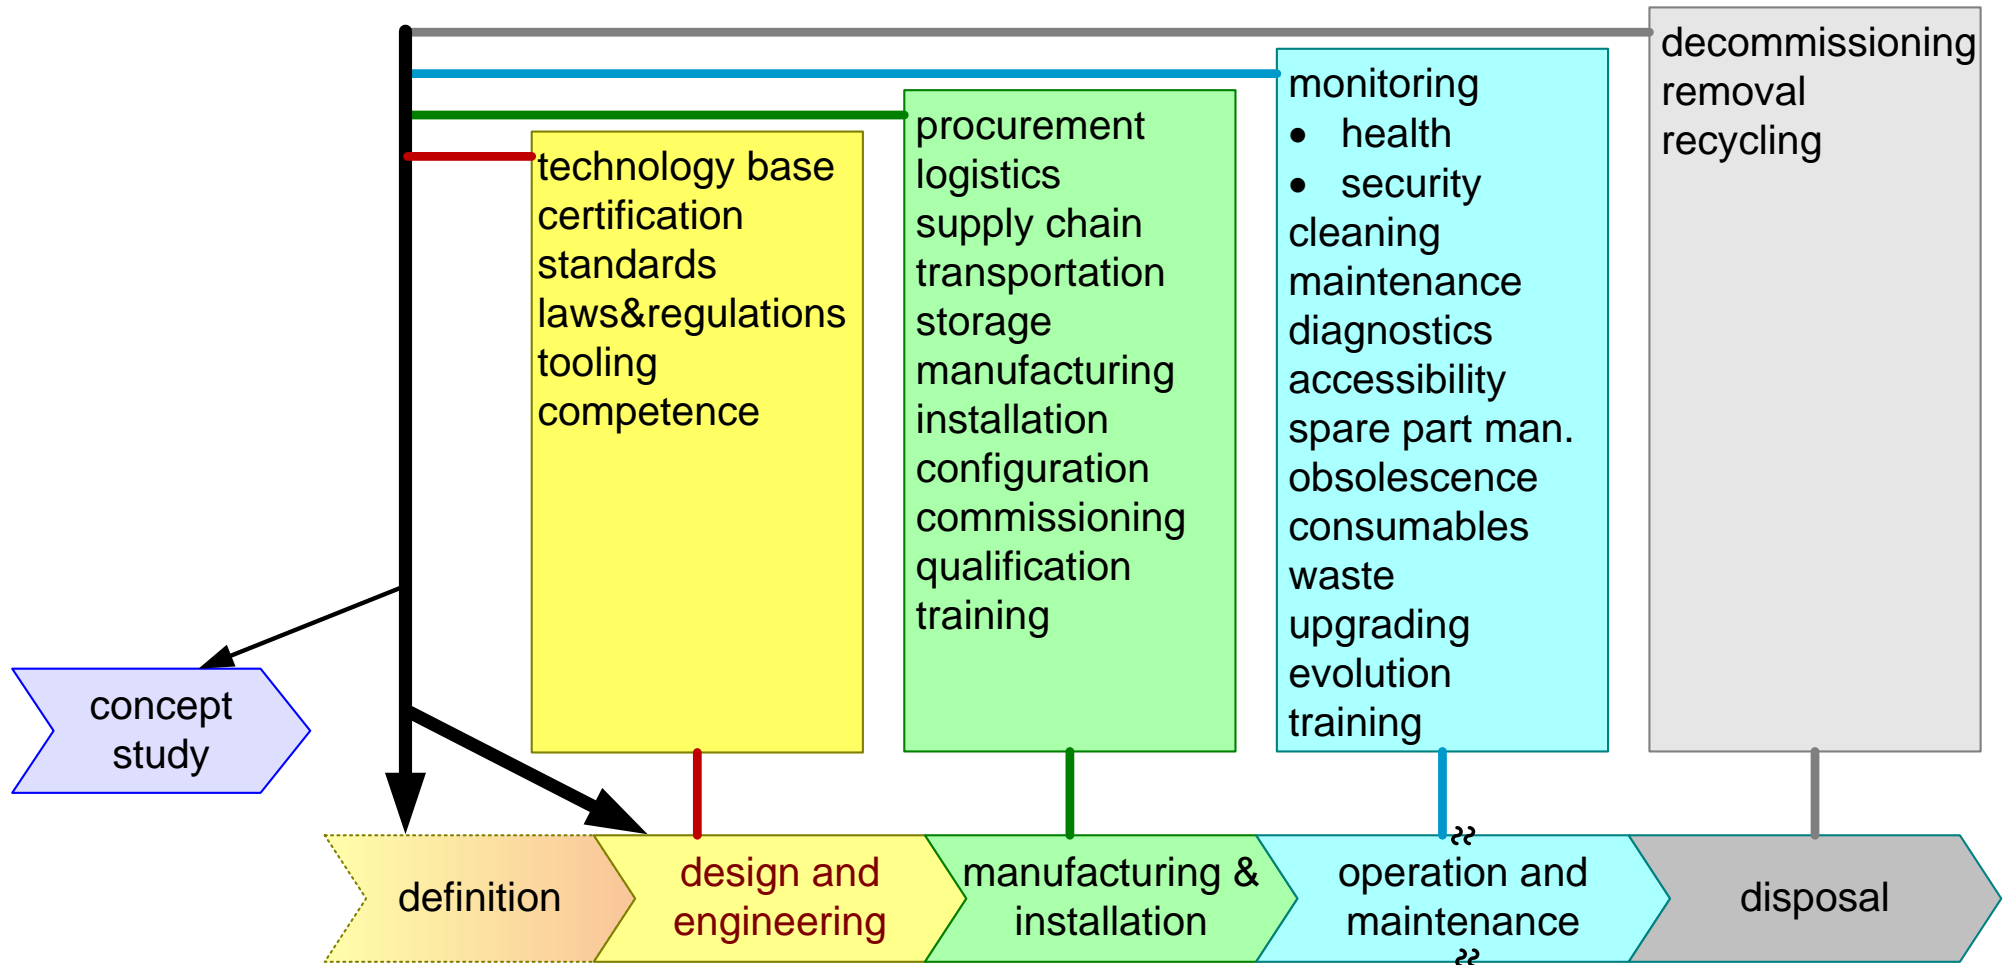 technology base
certification
standards
laws&regulations
tooling
competence
procurement
logistics
supply chain
transportation
storage
manufacturing
installation
configuration
commissioning
qualification
training
monitoring
• health
• security
cleaning
maintenance
diagnostics
accessibility
spare part man.
obsolescence
consumables
waste
upgrading
evolution
training
decommissioning
removal
recycling
concept
study
definition
design and
engineering
manufacturing &
installation
operation and
maintenance
disposal